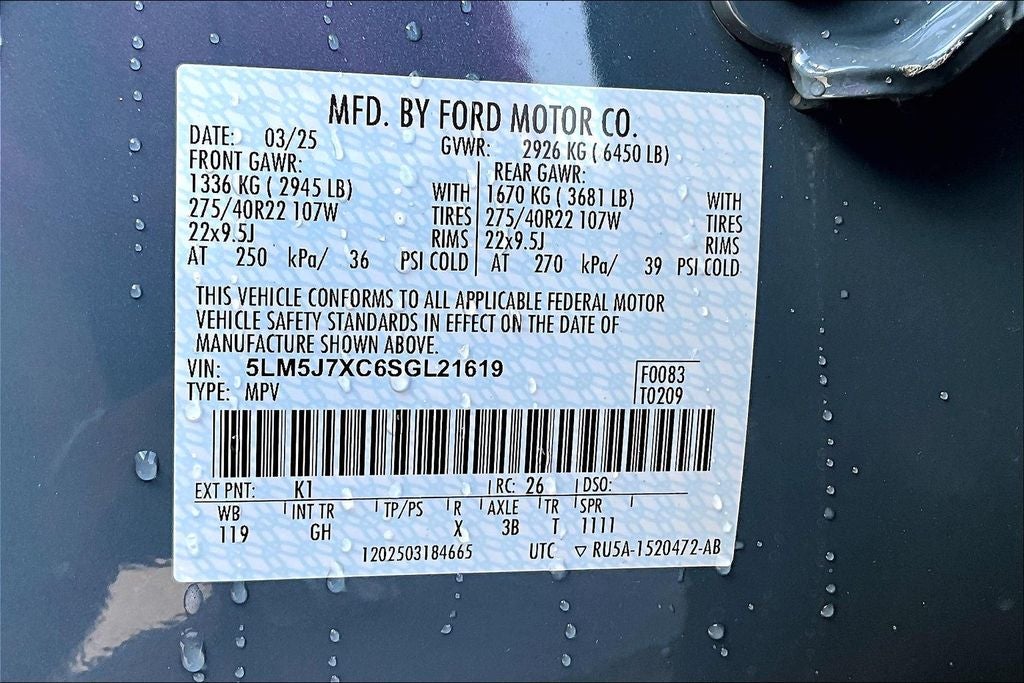 MFD. BY FORD MOTOR CO.
DATE: 03/25 GVWR: 2926 KG ( 6450 LB)
FRONT GAWR: REAR GAWR:
1336 KG ( 2945 LB) WITH 1670 KG ( 3681 LB) WITH
275/40R22 107W TIRES 275/40R22 107W TIRES
22x9.5J RIMS 22x9.5J RIMS
AT 250 kPa/ 36 PSI COLD AT 270 kPa/ 39 PSI COLD
THIS VEHICLE CONFORMS TO ALL APPLICABLE FEDERAL MOTOR
VEHICLE SAFETY STANDARDS IN EFFECT ON THE DATE OF
MANUFACTURE SHOWN ABOVE.
VIN: 5LM5J7XC6SGL21619 F0083
TYPE: MPV T0209
EXT PNT: K1 RC: 26 DSO:
WB INT TR TP/PS R AXLE TR SPR
119 GH X 3B T 1111
1202503184665 UTC ▽ RU5A-1520472-AB